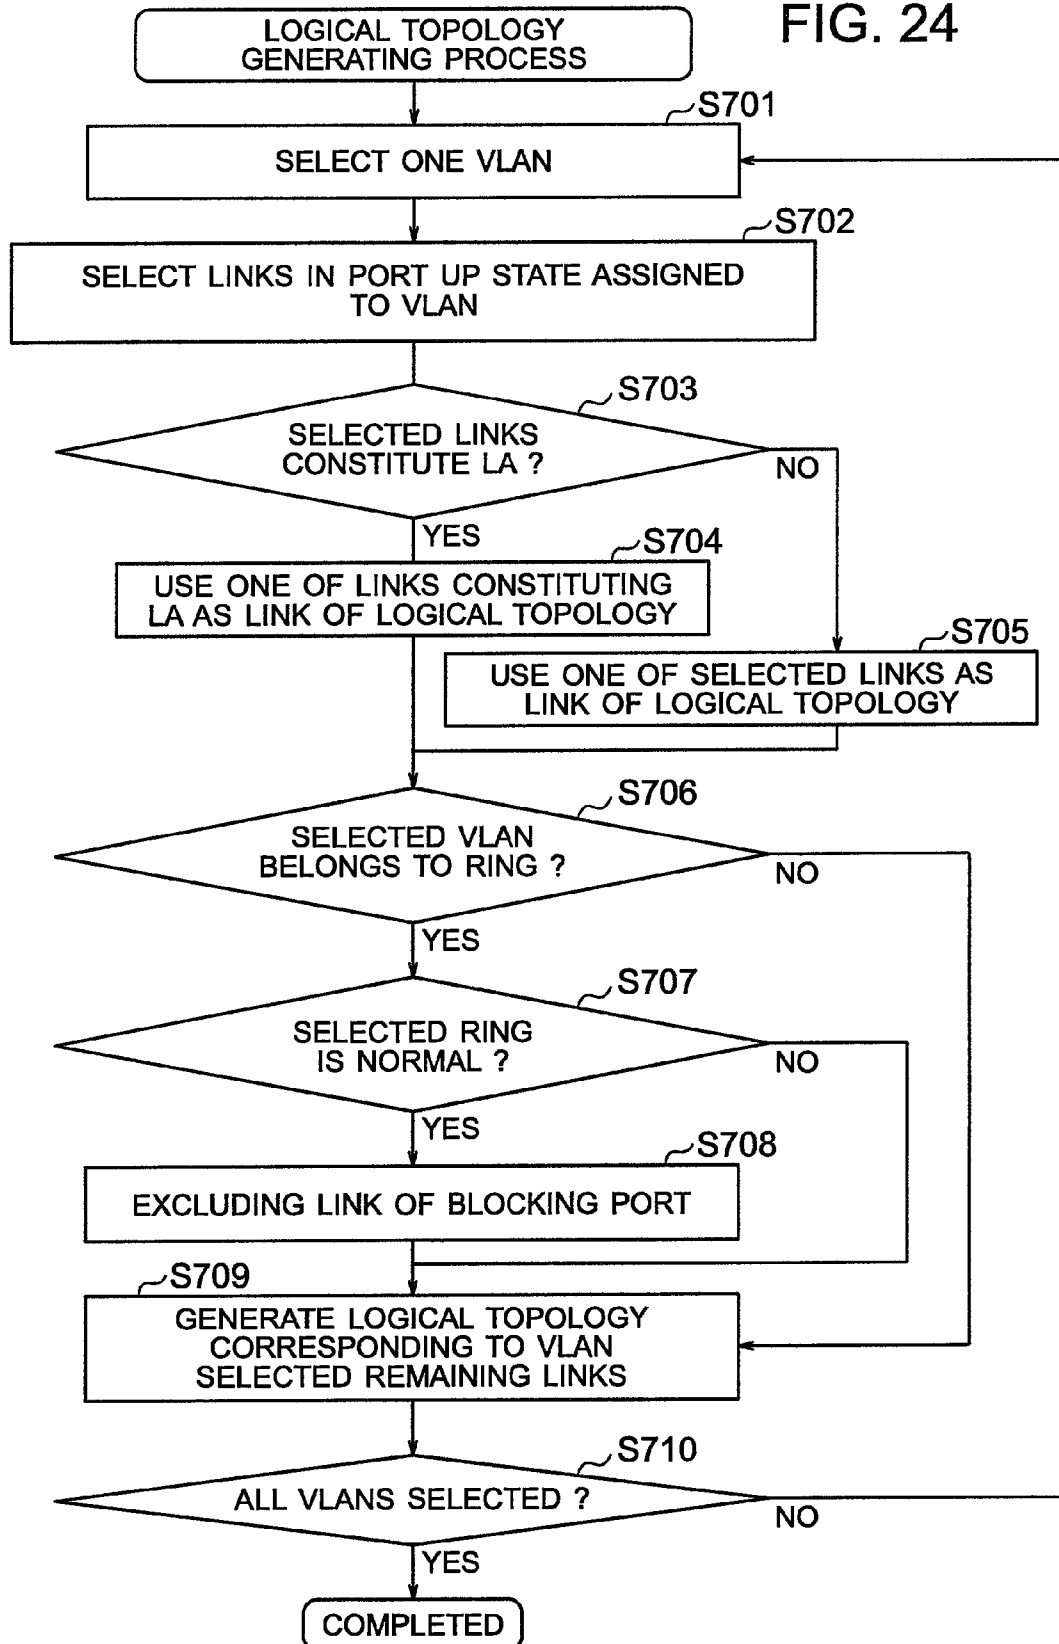 FIG. 24
LOGICAL TOPOLOGY
GENERATING PROCESS
S701
SELECT ONE VLAN
S702
SELECT LINKS IN PORT UP STATE ASSIGNED
TO VLAN
S703
SELECTED LINKS
CONSTITUTE LA ?
NO
YES
S704
USE ONE OF LINKS CONSTITUTING
LA AS LINK OF LOGICAL TOPOLOGY
S705
USE ONE OF SELECTED LINKS AS
LINK OF LOGICAL TOPOLOGY
S706
SELECTED VLAN
BELONGS TO RING ?
NO
YES
S707
SELECTED RING
IS NORMAL ?
NO
YES
S708
EXCLUDING LINK OF BLOCKING PORT
S709
GENERATE LOGICAL TOPOLOGY
CORRESPONDING TO VLAN
SELECTED REMAINING LINKS
S710
ALL VLANS SELECTED ?
NO
YES
COMPLETED